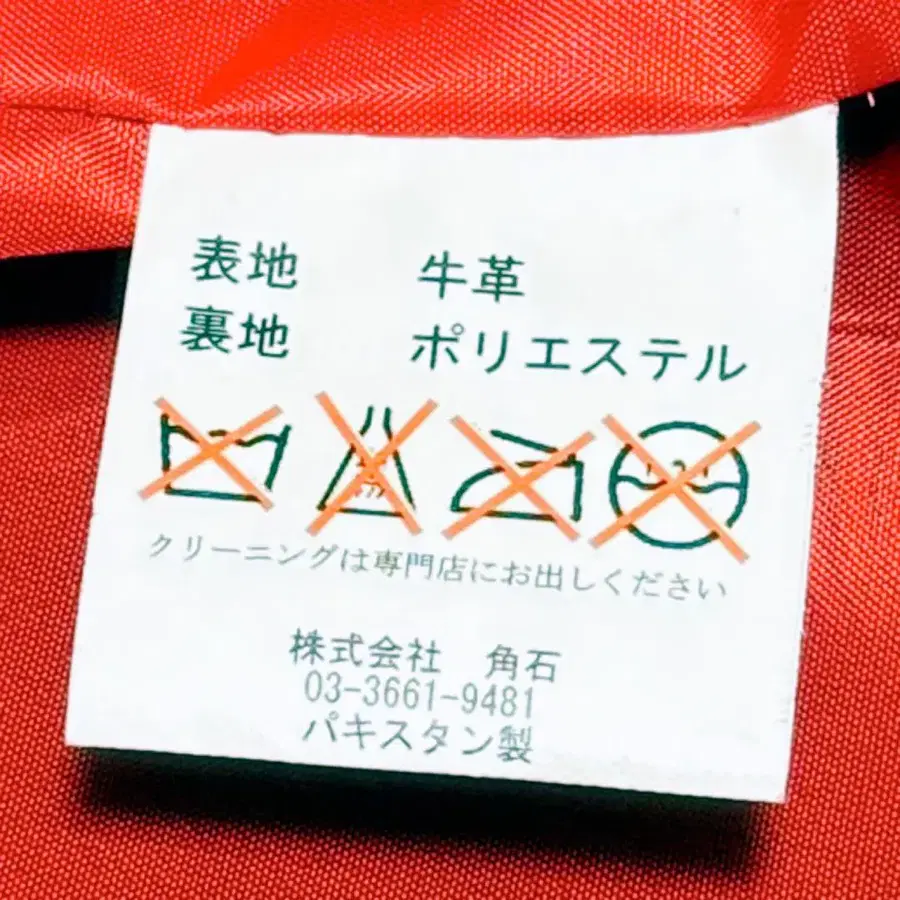 表地 牛革
裏地 ポリエステル
クリーニングは専門店にお出しください
株式会社 角石
03-3661-9481
パキスタン製